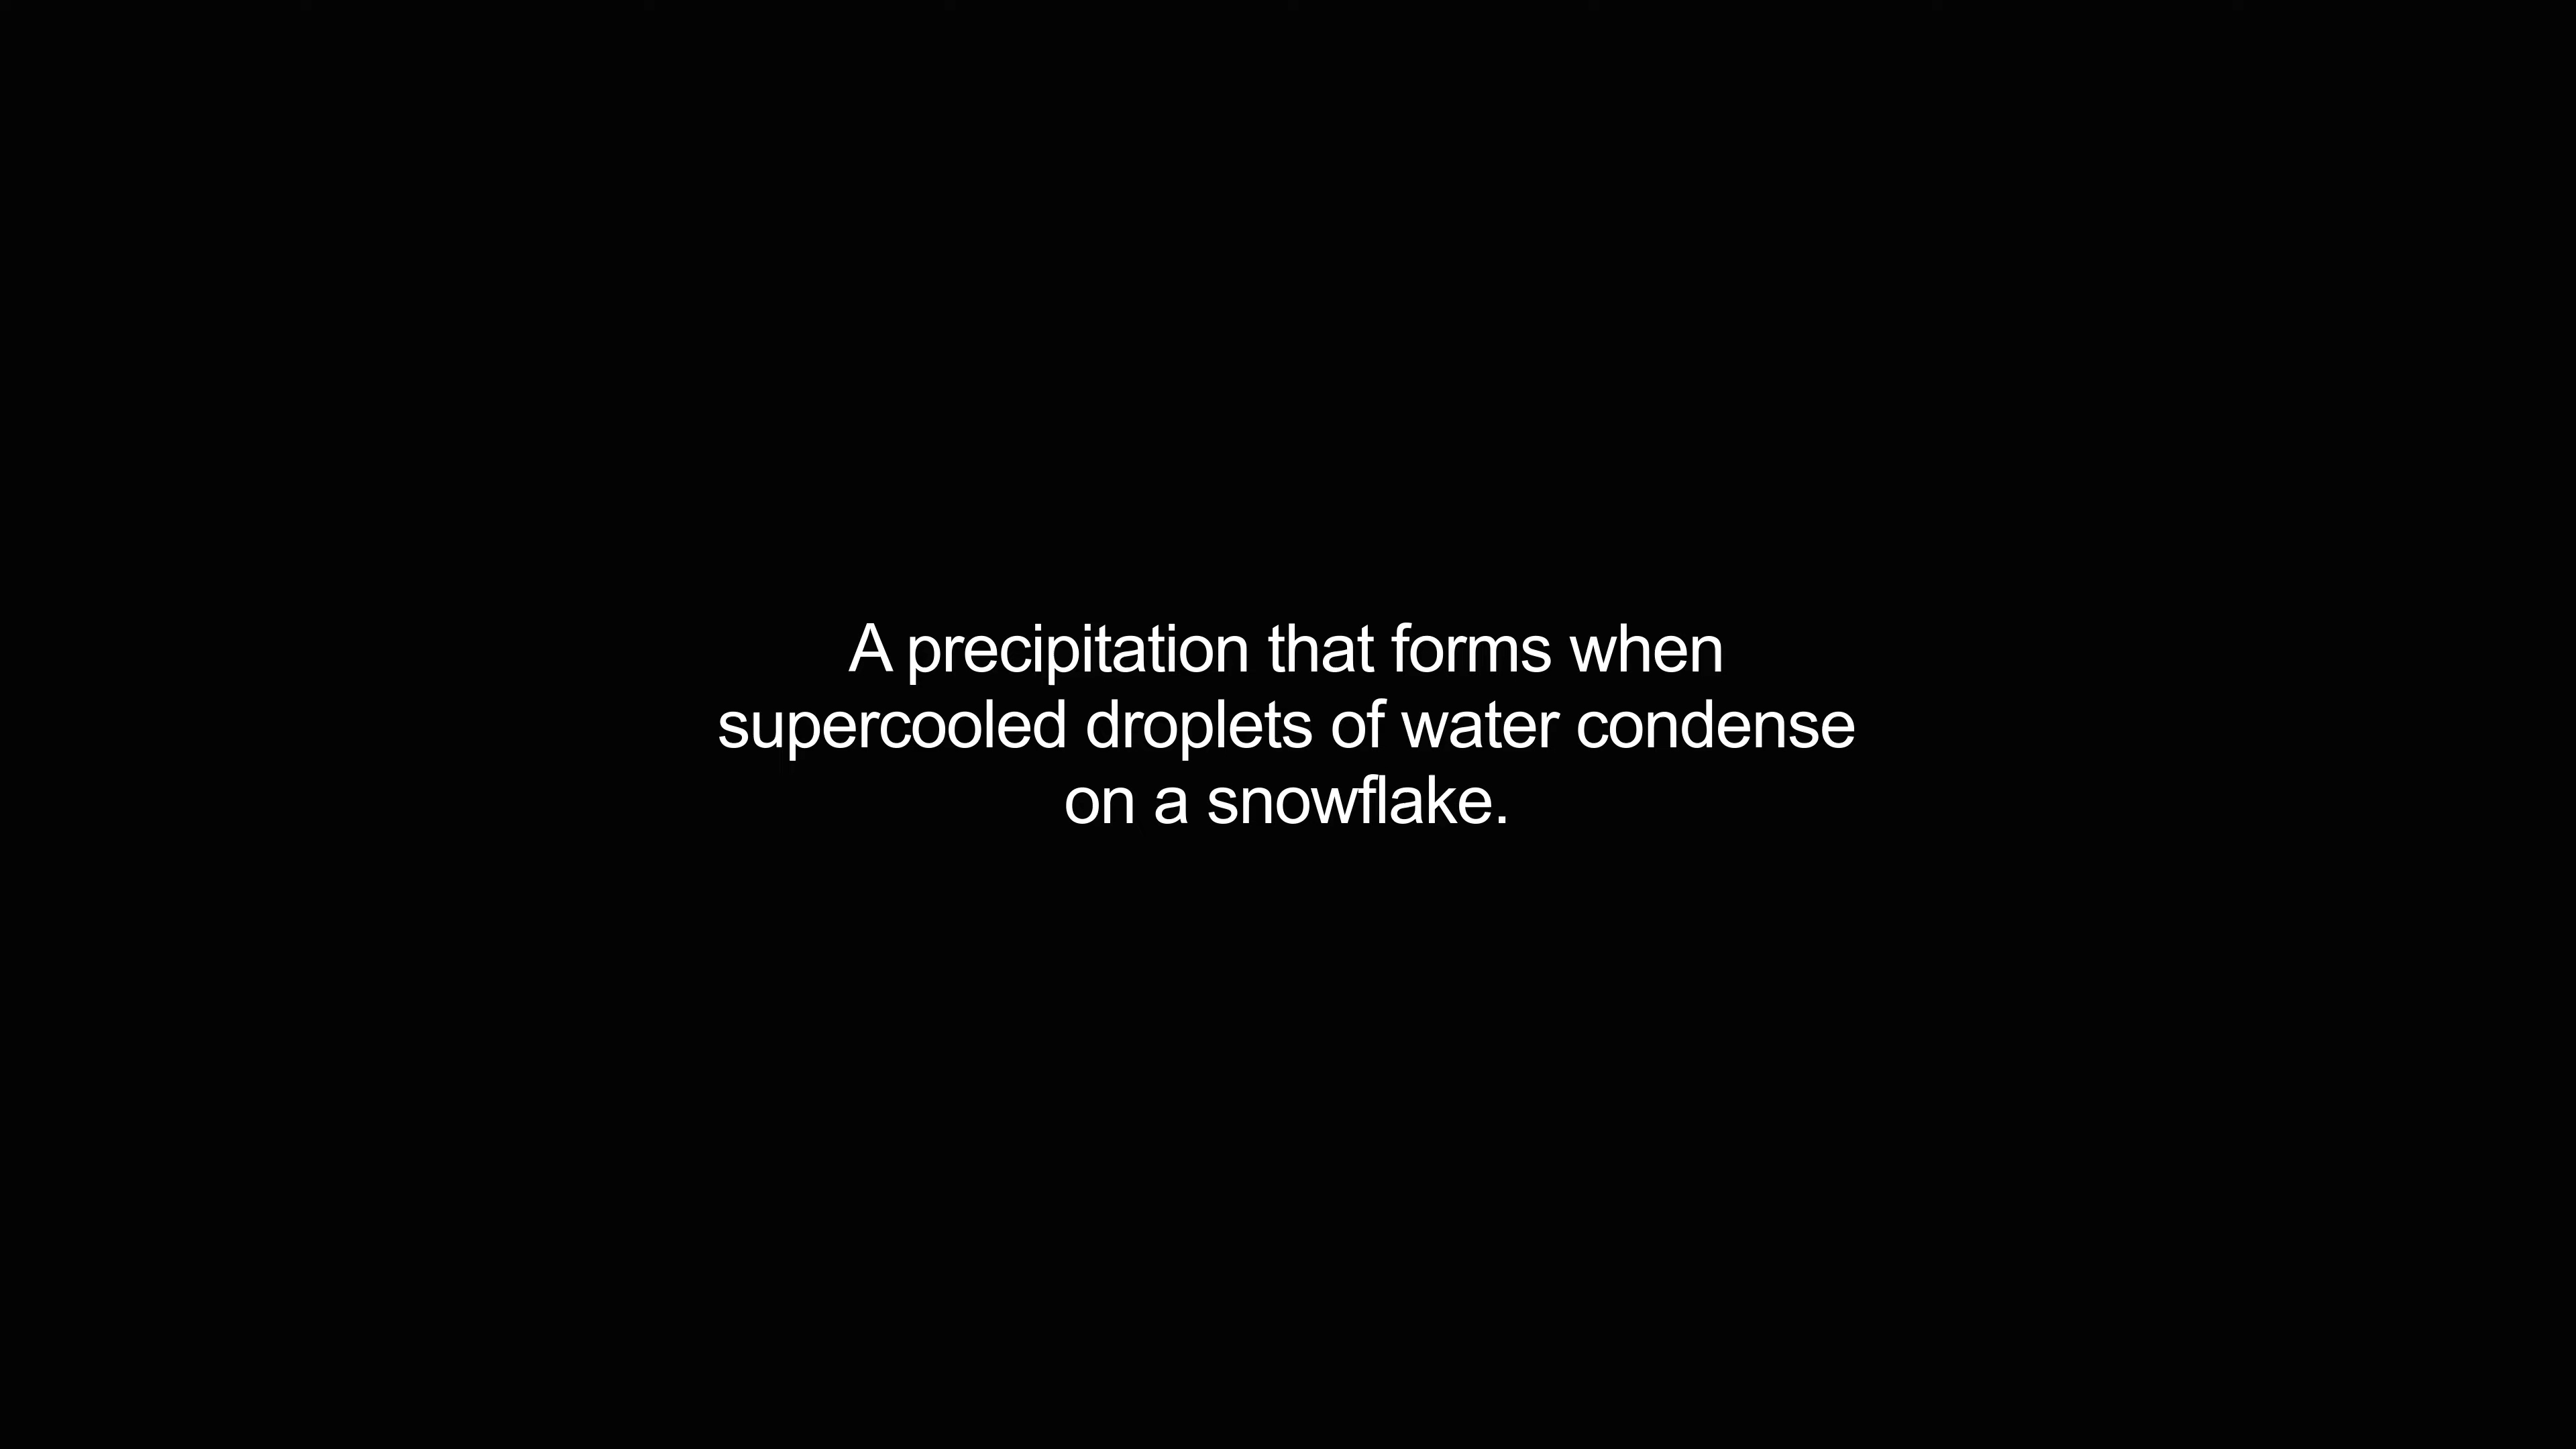 A precipitation that forms when
supercooled droplets of water condense
on a snowflake.